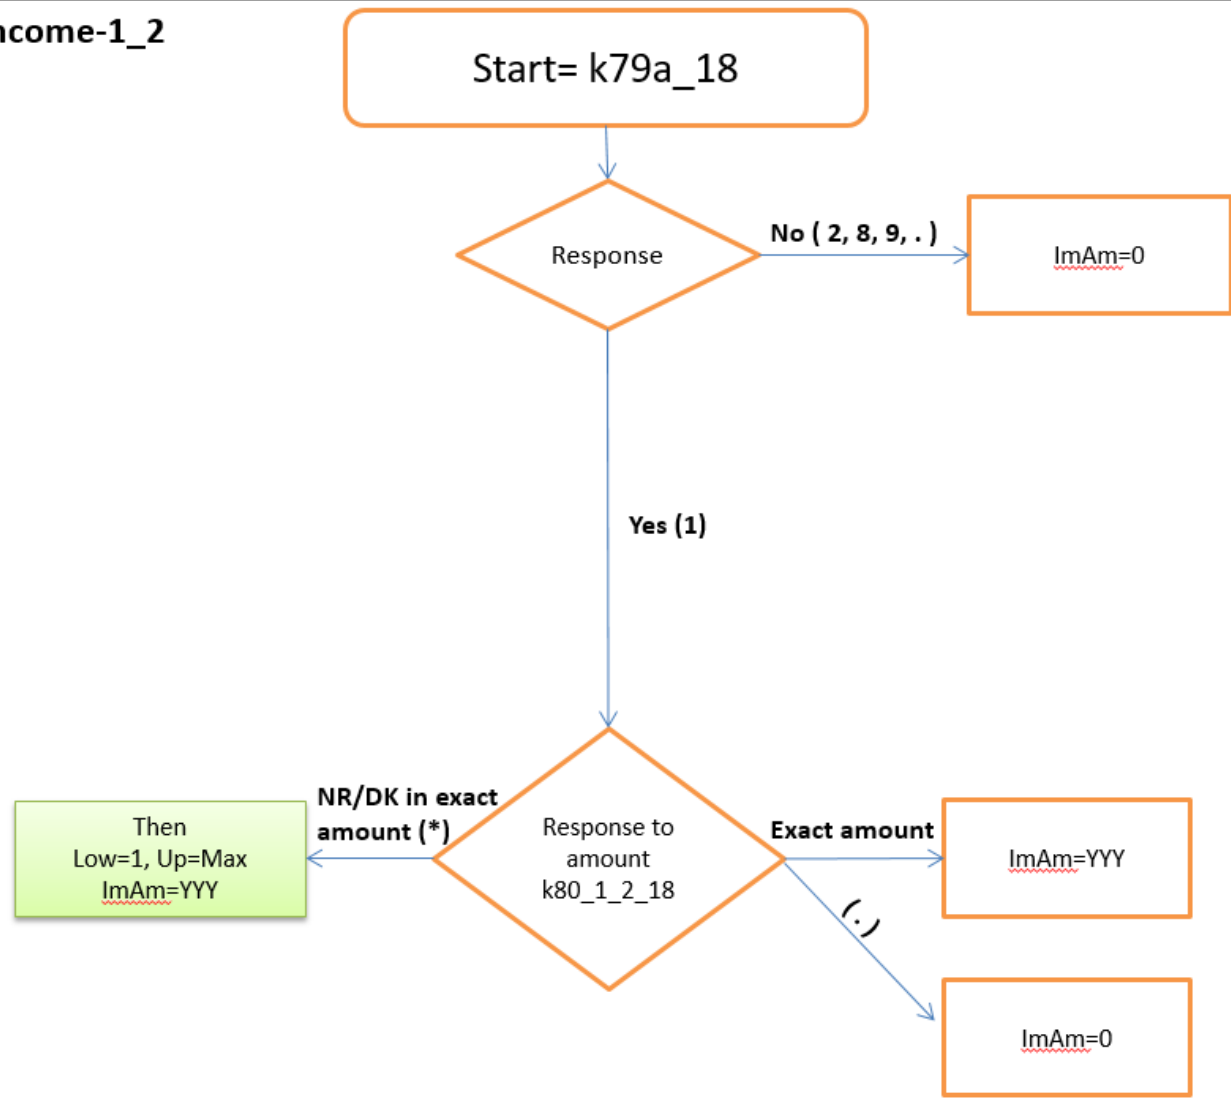 ncome-1_2
Start= k79a_18
Response
No ( 2, 8, 9, . )
ImAm=0
Yes (1)
NR/DK in exact
amount (*)
Then
Low=1, Up=Max
ImAm=YYY
Response to
amount
k80_1_2_18
Exact amount
ImAm=YYY
(.)
ImAm=0